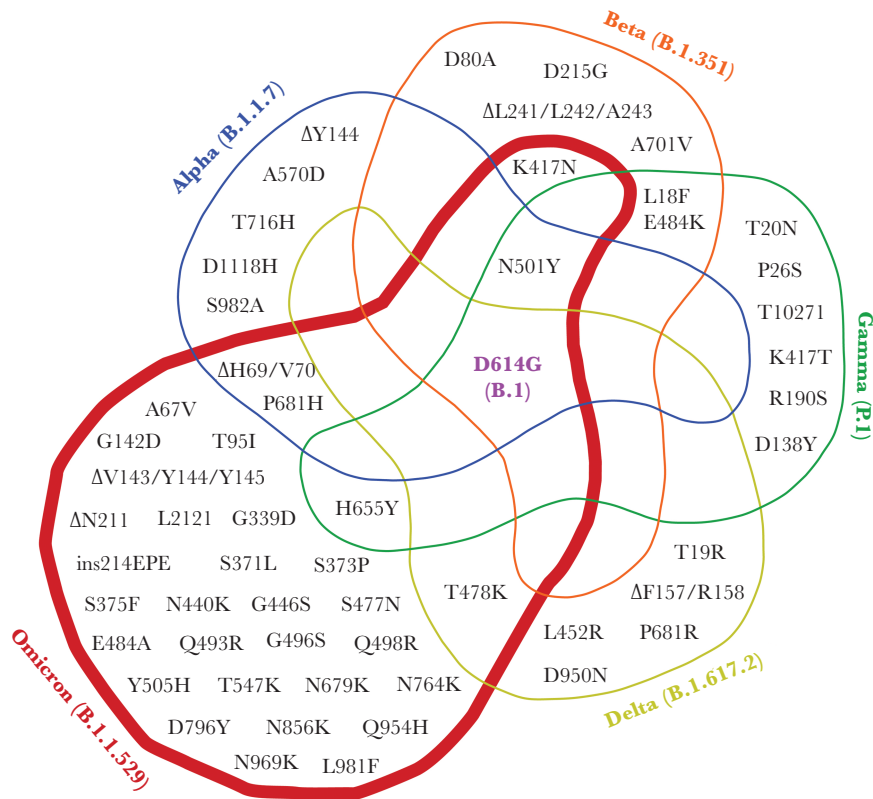 Beta (B.1.351)
D80A
D215G
ΔL241/L242/A243
A701V
Alpha (B.1.1.7)
ΔY144
A570D
T716H
D1118H
S982A
K417N
L18F
E484K
N501Y
T20N
P26S
T10271
K417T
R190S
D138Y
Gamma (P.1)
D614G
(B.1)
ΔH69/V70
P681H
A67V
G142D T95I
ΔV143/Y144/Y145
ΔN211 L2121 G339D
H655Y
ins214EPE S371L S373P
S375F N440K G446S S477N
E484A Q493R G496S Q498R
Y505H T547K N679K N764K
D796Y N856K Q954H
N969K L981F
Omicron (B.1.1.529)
T478K
T19R
ΔF157/R158
L452R P681R
D950N
Delta (B.1.617.2)